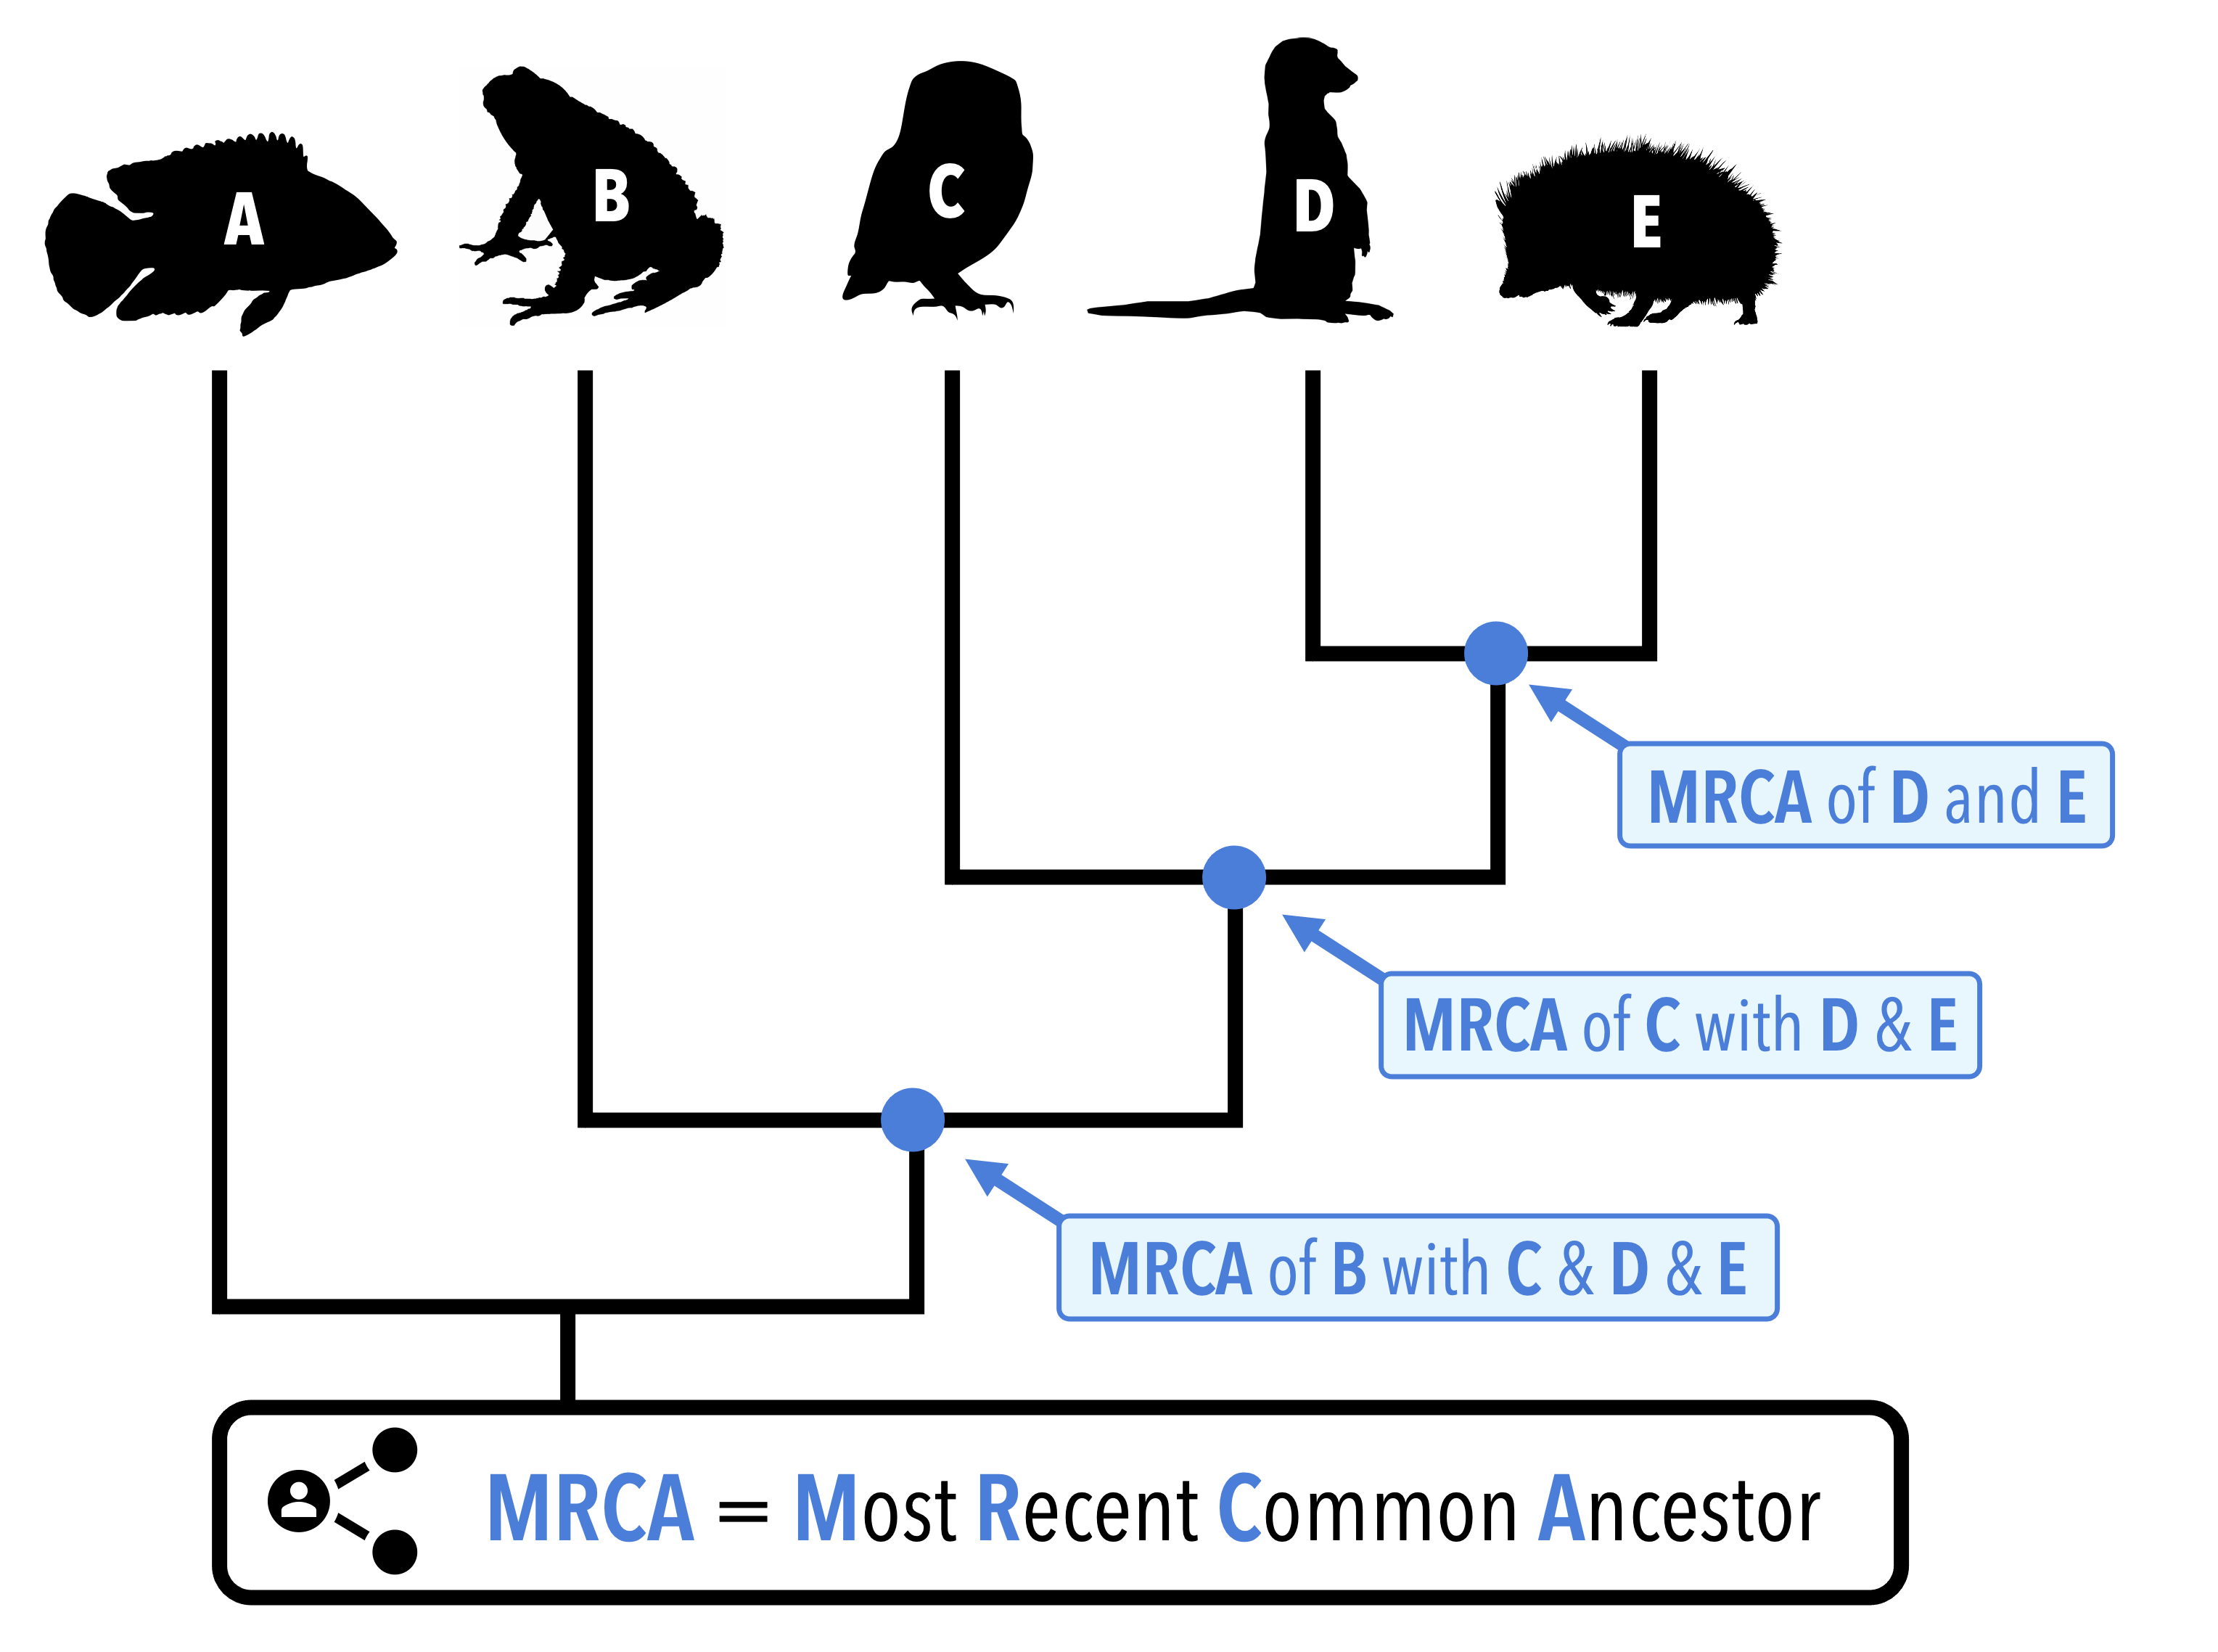 A
B
C
D
E
MRCA of D and E
MRCA of C with D & E
MRCA of B with C & D & E
MRCA = Most Recent Common Ancestor